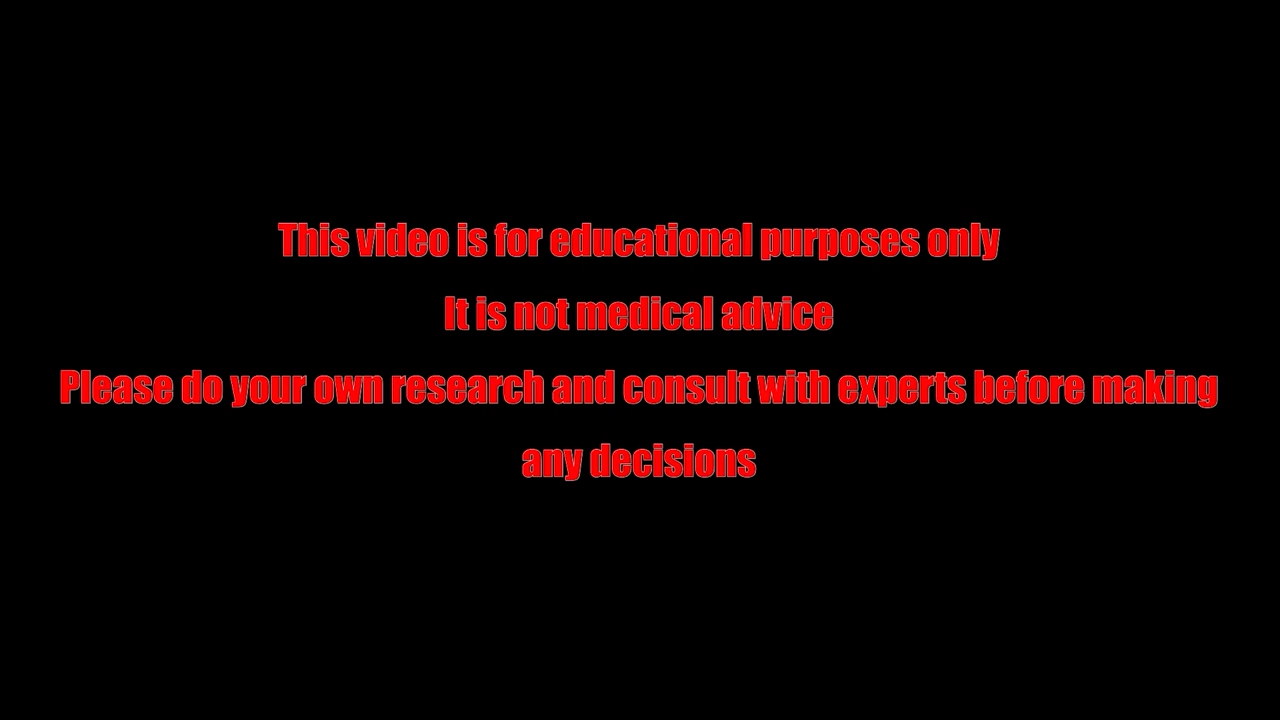 This video is for educational purposes only
It is not medical advice
Please do your own research and consult with experts before making
any decisions